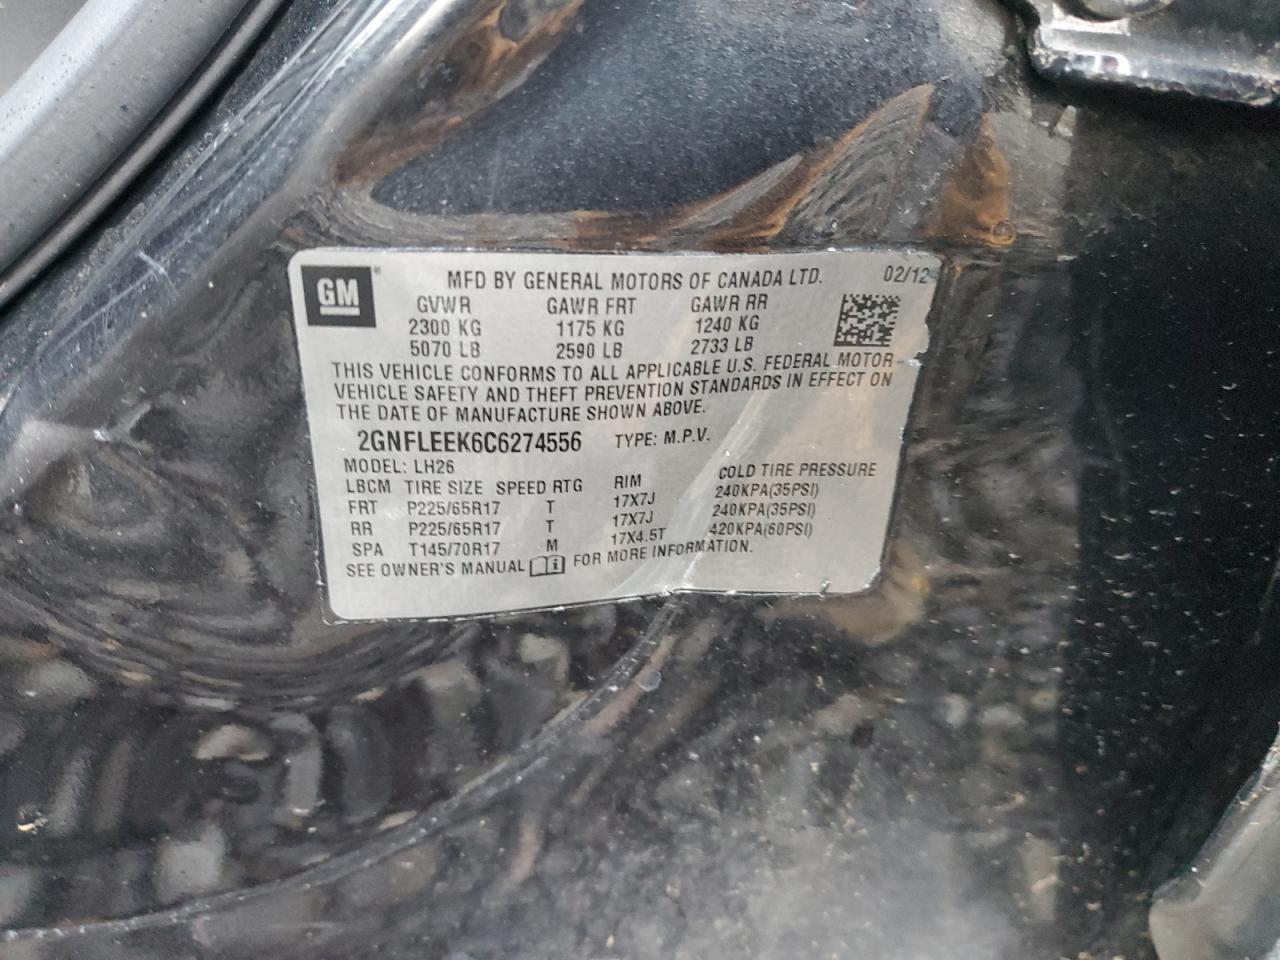 GM® MFD BY GENERAL MOTORS OF CANADA LTD. 02/12
GVWR GAWR FRT GAWR RR
2300 KG 1175 KG 1240 KG
5070 LB 2590 LB 2733 LB
THIS VEHICLE CONFORMS TO ALL APPLICABLE U.S. FEDERAL MOTOR-
VEHICLE SAFETY AND THEFT PREVENTION STANDARDS IN EFFECT ON
THE DATE OF MANUFACTURE SHOWN ABOVE.
2GNFLEEK6C6274556 TYPE: M.P.V.
MODEL: LH26
LBCM TIRE SIZE SPEED RTG RIM COLD TIRE PRESSURE
FRT P225/65R17 T 17X7J 240KPA(35PSI)
RR P225/65R17 T 17X7J 240KPA(35PSI)
SPA T145/70R17 M 17X4.5T 420KPA(60PSI)
SEE OWNER'S MANUAL FOR MORE INFORMATION.